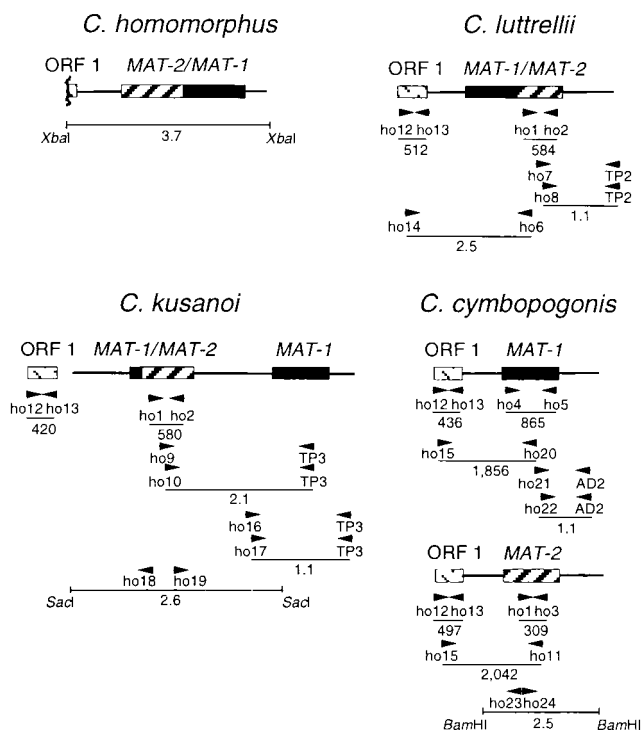 C. homomorphus
ORF 1 MAT-2/MAT-1
3.7
XbaI XbaI
C. luttrellii
ORF 1 MAT-1/MAT-2
ho12 ho13 ho1 ho2
512 584
ho7 TP2
ho8 TP2
1.1
ho14 ho6
2.5
C. kusanoi
ORF 1 MAT-1/MAT-2 MAT-1
ho12 ho13 ho1 ho2
420 580
ho9 TP3
ho10 TP3
2.1
ho16 TP3
ho17 TP3
1.1
ho18 ho19
SacI 2.6 SacI
C. cymbopogonis
ORF 1 MAT-1
ho12 ho13 ho4 ho5
436 865
ho15 ho20
1,856
ho21 AD2
ho22 AD2
1.1
ORF 1 MAT-2
ho12 ho13 ho1 ho3
497 309
ho15 ho11
2,042
ho23 ho24
BamHI 2.5 BamHI